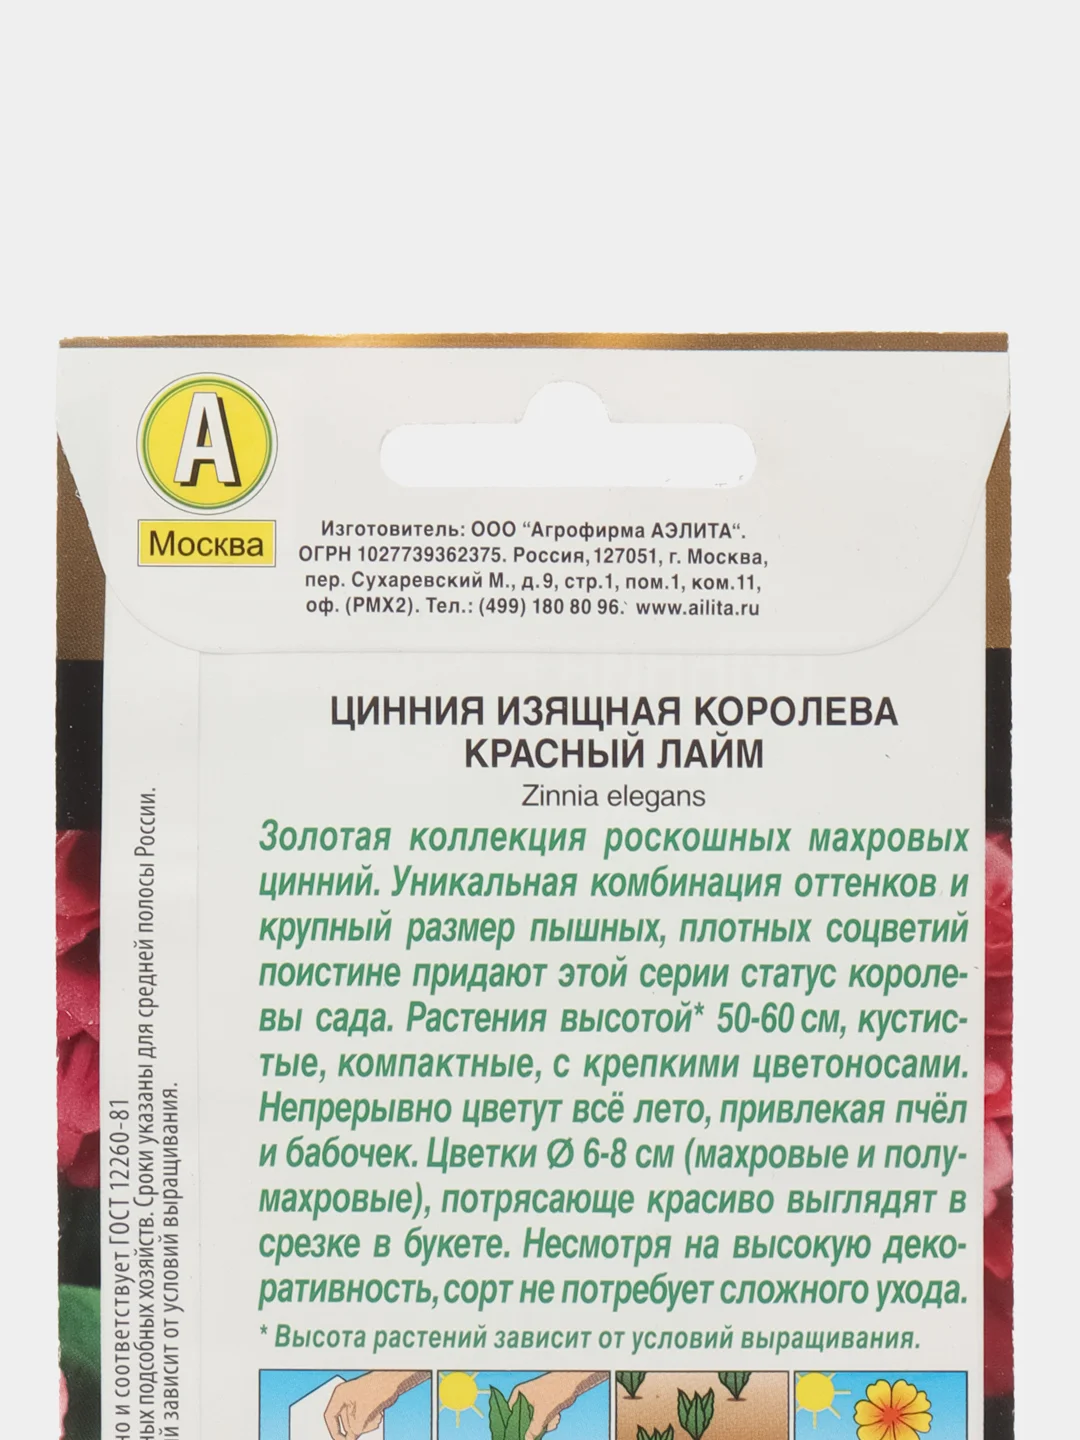 А
Москва
Изготовитель: ООО “Агрофирма АЭЛИТА“.
ОГРН 1027739362375. Россия, 127051, г. Москва,
пер. Сухаревский М., д.9, стр.1, пом.1, ком.11,
оф. (РМХ2). Тел.: (499) 180 80 96. www.ailita.ru
ЦИННИЯ ИЗЯЩНАЯ КОРОЛЕВА
КРАСНЫЙ ЛАЙМ
Zinnia elegans
Золотая коллекция роскошных махровых
цинний. Уникальная комбинация оттенков и
крупный размер пышных, плотных соцветий
поистине придают этой серии статус короле-
вы сада. Растения высотой* 50-60 см, кустис-
тые, компактные, с крепкими цветоносами.
Непрерывно цветут всё лето, привлекая пчёл
и бабочек. Цветки Ø 6-8 см (махровые и полу-
махровые), потрясающе красиво выглядят в
срезке в букете. Несмотря на высокую деко-
ративность, сорт не потребует сложного ухода.
* Высота растений зависит от условий выращивания.
но и соответствует ГОСТ 12260-81
ных подсобных хозяйств. Сроки указаны для средней полосы России.
й зависит от условий выращивания.